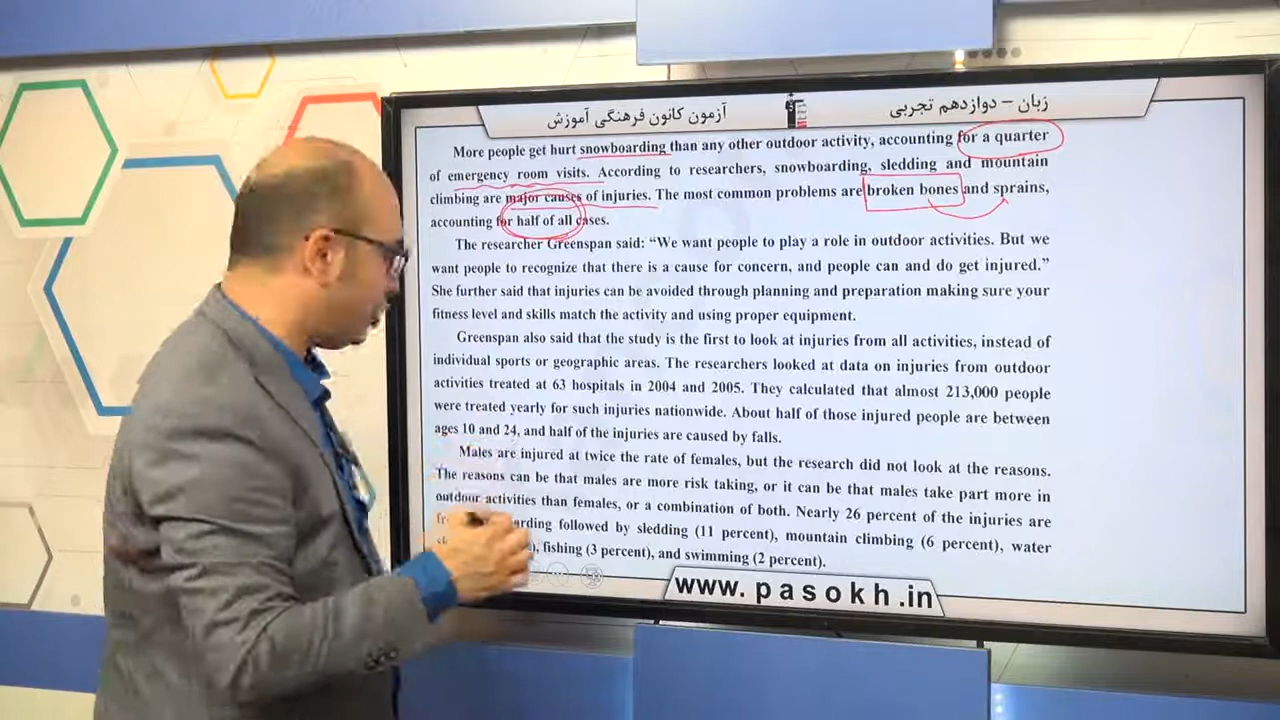 زبان – دوازدهم تجربی
آزمون کانون فرهنگی آموزش
More people get hurt snowboarding than any other outdoor activity, accounting for a quarter
of emergency room visits. According to researchers, snowboarding, sledding and mountain
climbing are major causes of injuries. The most common problems are broken bones and sprains,
accounting for half of all cases.
The researcher Greenspan said: “We want people to play a role in outdoor activities. But we
want people to recognize that there is a cause for concern, and people can and do get injured.”
She further said that injuries can be avoided through planning and preparation making sure your
fitness level and skills match the activity and using proper equipment.
Greenspan also said that the study is the first to look at injuries from all activities, instead of
individual sports or geographic areas. The researchers looked at data on injuries from outdoor
activities treated at 63 hospitals in 2004 and 2005. They calculated that almost 213,000 people
were treated yearly for such injuries nationwide. About half of those injured people are between
ages 10 and 24, and half of the injuries are caused by falls.
Males are injured at twice the rate of females, but the research did not look at the reasons.
The reasons can be that males are more risk taking, or it can be that males take part more in
outdour activities than females, or a combination of both. Nearly 26 percent of the injuries are
followed by sledding (11 percent), mountain climbing (6 percent), water
fishing (3 percent), and swimming (2 percent).
www.pasokh.in